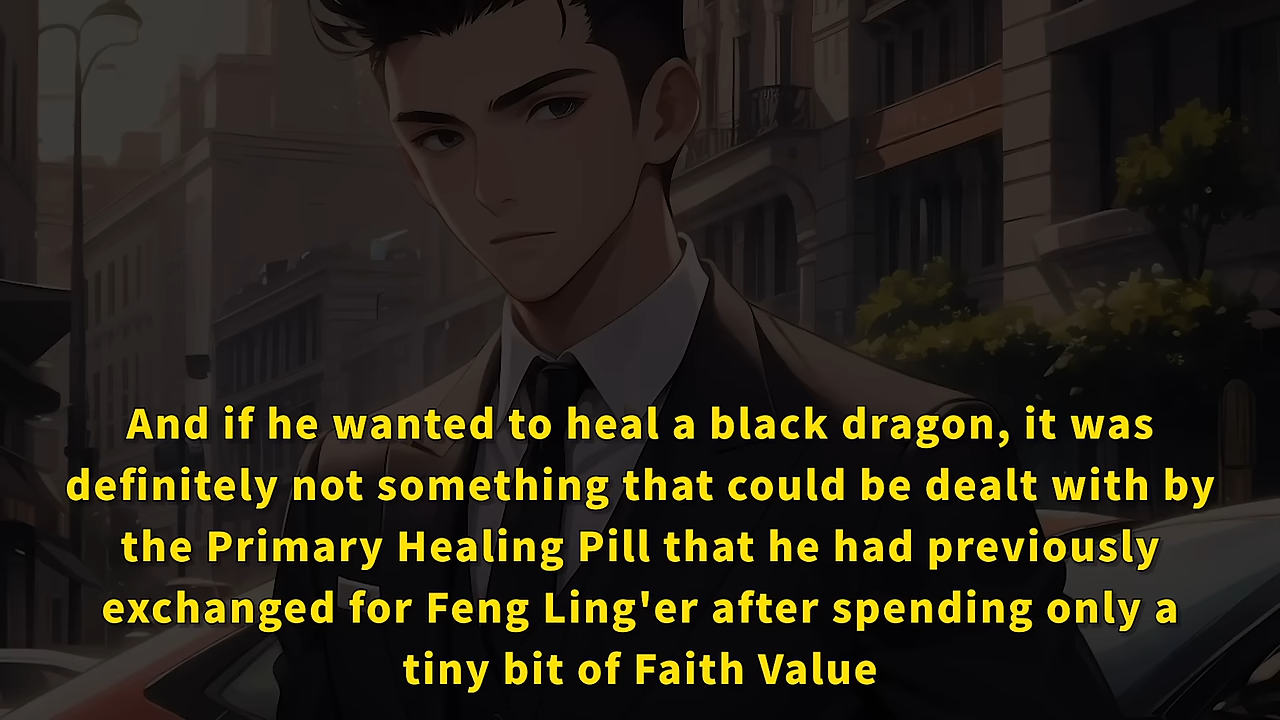 And if he wanted to heal a black dragon, it was
definitely not something that could be dealt with by
the Primary Healing Pill that he had previously
exchanged for Feng Ling'er after spending only a
tiny bit of Faith Value